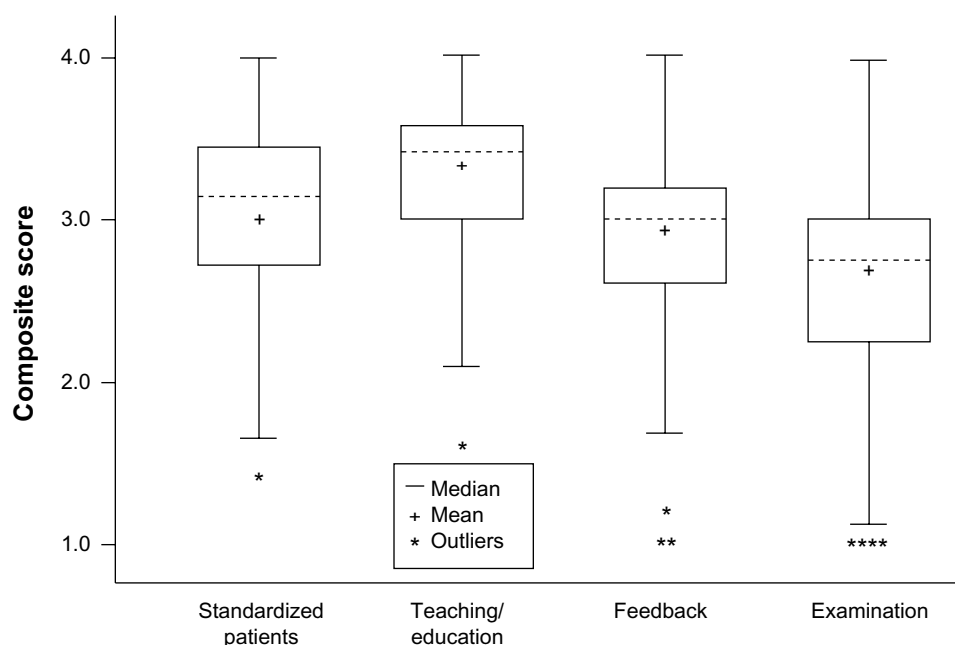 Composite score
4.0
3.0
2.0
1.0
*
*
*
**
****
— Median
+ Mean
* Outliers
Standardized
patients
Teaching/
education
Feedback
Examination